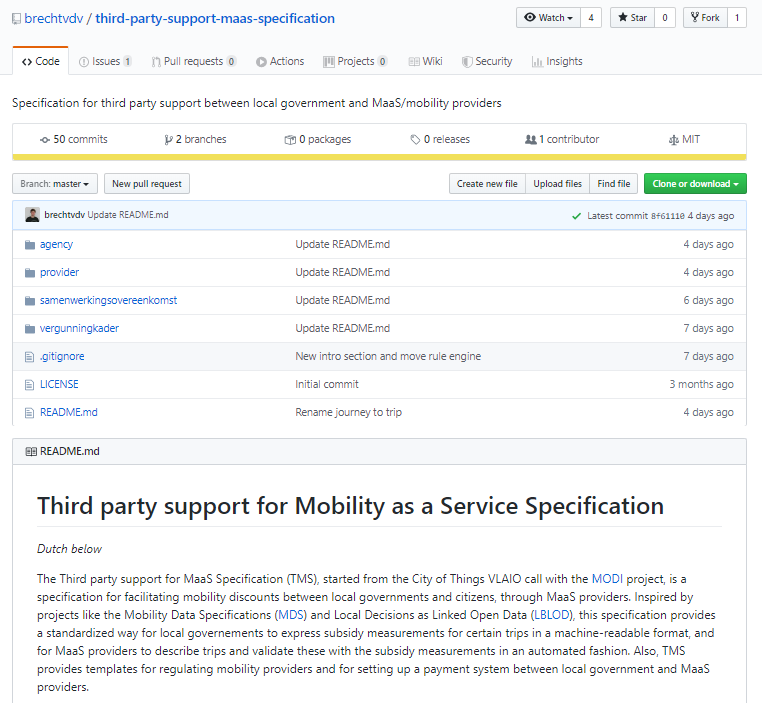 brechtvdv / third-party-support-maas-specification
Watch 4 Star 0 Fork 1
Code Issues 1 Pull requests 0 Actions Projects 0 Wiki Security Insights
Specification for third party support between local government and MaaS/mobility providers
50 commits 2 branches 0 packages 0 releases 1 contributor MIT
Branch: master New pull request Create new file Upload files Find file Clone or download
brechtvdv Update README.md Latest commit 8f61110 4 days ago
agency Update README.md 4 days ago
provider Update README.md 4 days ago
samenwerkingsovereenkomst Update README.md 6 days ago
vergunningkader Update README.md 7 days ago
.gitignore New intro section and move rule engine 7 days ago
LICENSE Initial commit 3 months ago
README.md Rename journey to trip 4 days ago
README.md
Third party support for Mobility as a Service Specification
Dutch below
The Third party support for MaaS Specification (TMS), started from the City of Things VLAIO call with the MODI project, is a
specification for facilitating mobility discounts between local governments and citizens, through MaaS providers. Inspired by
projects like the Mobility Data Specifications (MDS) and Local Decisions as Linked Open Data (LBLOD), this specification provides
a standardized way for local governements to express subsidy measurements for certain trips in a machine-readable format, and
for MaaS providers to describe trips and validate these with the subsidy measurements in an automated fashion. Also, TMS
provides templates for regulating mobility providers and for setting up a payment system between local government and MaaS
providers.